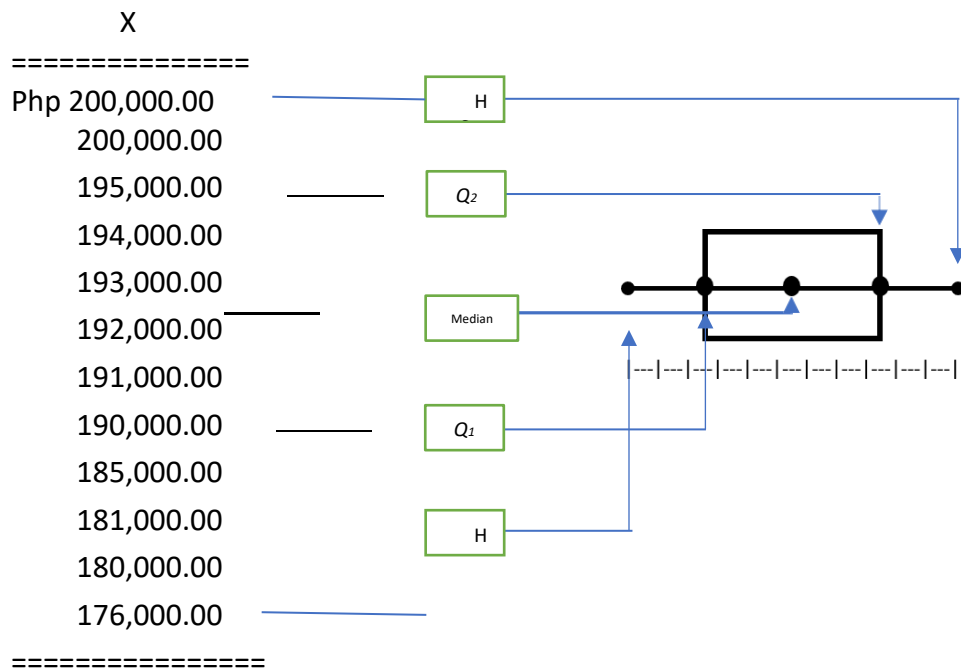 X
===============
Php 200,000.00
H
200,000.00
195,000.00
Q2
194,000.00
193,000.00
Median
192,000.00
|---|---|---|---|---|---|---|---|---|---|---|
191,000.00
190,000.00
Q1
185,000.00
181,000.00
H
180,000.00
176,000.00
================